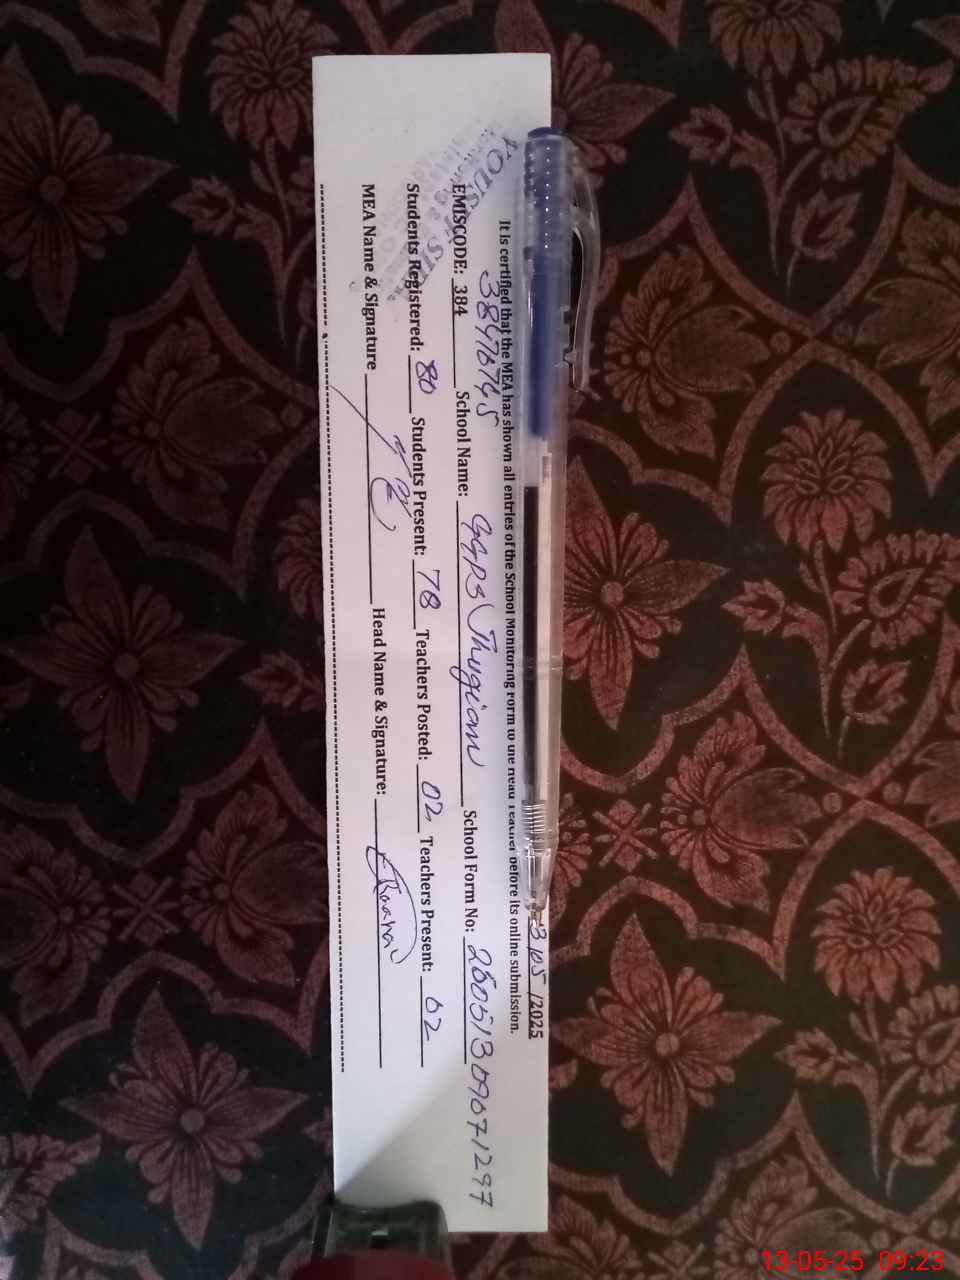 3 /05 /2025
It is certified that the MEA has shown all entries of the School Monitoring Form to the Head Teacher before its online submission.
38476745
EMISCODE: 384 School Name: GGPS Jhugian School Form No: 280051309071297
Students Registered: 80 Students Present: 78 Teachers Posted: 02 Teachers Present: 02
MEA Name & Signature Head Name & Signature:
13-05-25 09:23